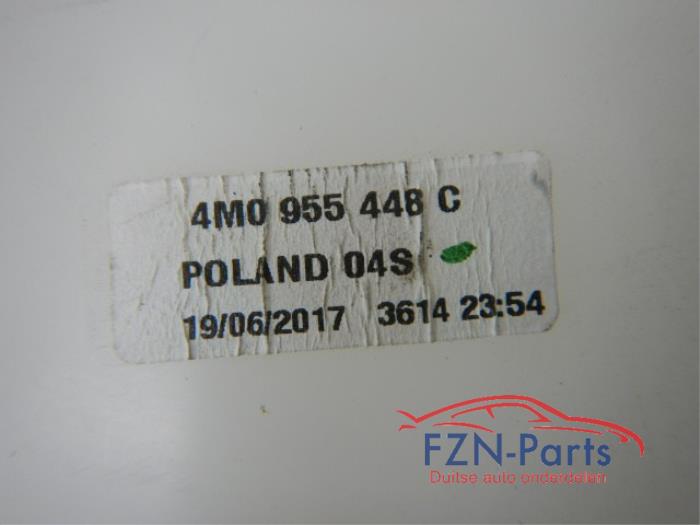 4M0 955 448 C
POLAND 04S
19/06/2017 3614 23:54
FZN-Parts
Duitse auto onderdelen